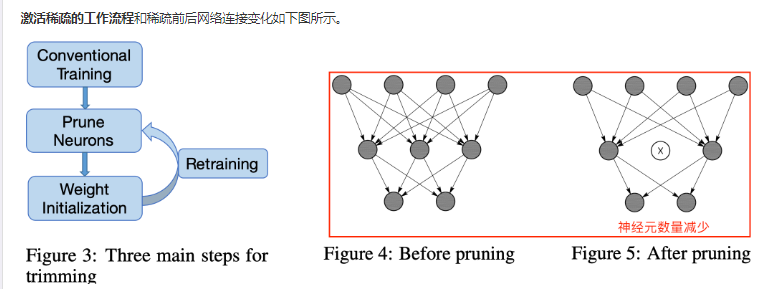 激活稀疏的工作流程和稀疏前后网络连接变化如下图所示。
Conventional
Training
Prune
Neurons
Retraining
Weight
Initialization
Figure 3: Three main steps for
trimming
X
神经元数量减少
Figure 4: Before pruning
Figure 5: After pruning